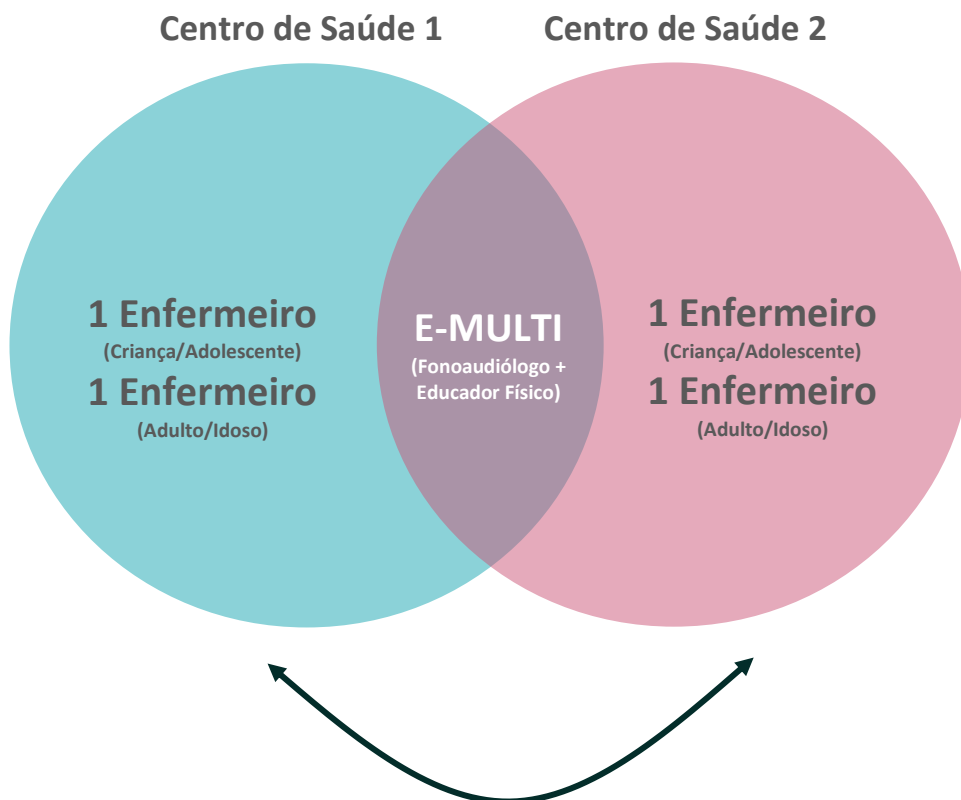 Centro de Saúde 1
Centro de Saúde 2
1 Enfermeiro
(Criança/Adolescente)
1 Enfermeiro
(Adulto/Idoso)
E-MULTI
(Fonoaudiólogo +
Educador Físico)
1 Enfermeiro
(Criança/Adolescente)
1 Enfermeiro
(Adulto/Idoso)